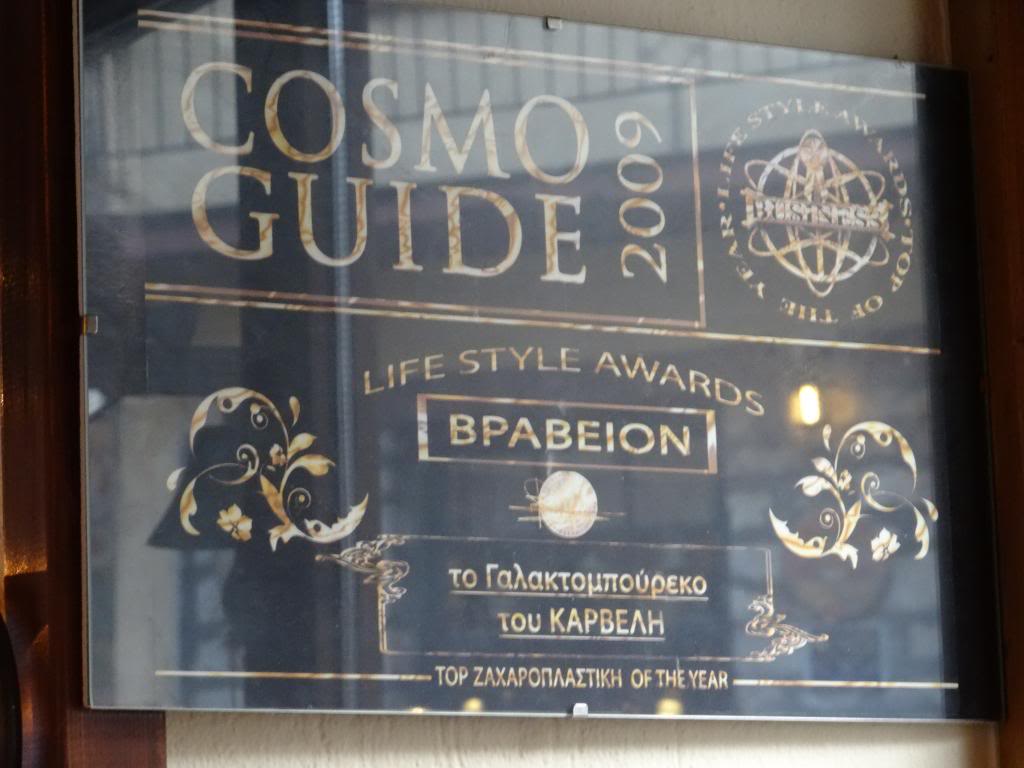 COSMO
GUIDE
2009
LIFE STYLE AWARDS*TOP OF THE YEAR*
BUSINESS
LIFE STYLE AWARDS
ΒΡΑΒΕΙΟΝ
το Γαλακτομπούρεκο
του ΚΑΡΒΕΛΗ
TOP ΖΑΧΑΡΟΠΛΑΣΤΙΚΗ OF THE YEAR